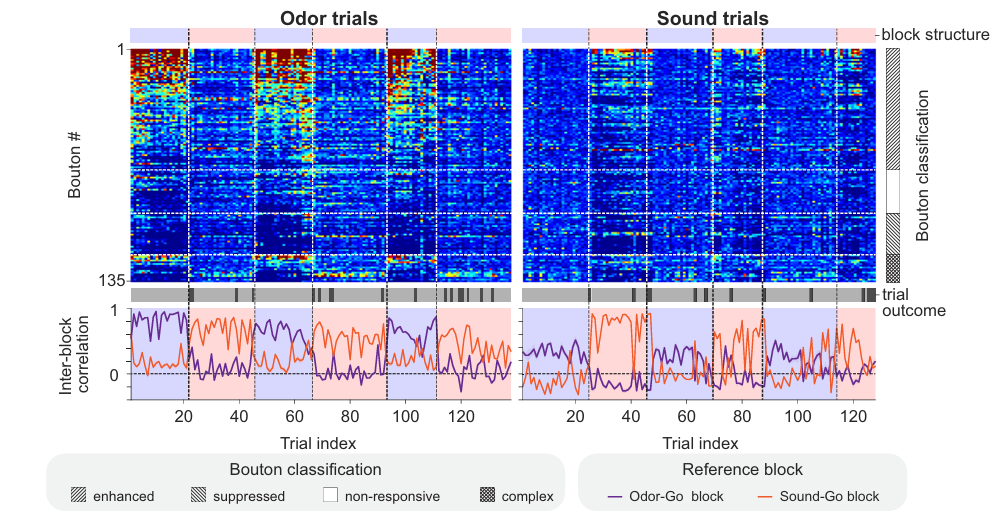 Odor trials
Sound trials
block structure
1
Bouton #
135
Bouton classification
trial
outcome
1
0
Inter-block
correlation
20 40 60 80 100 120
20 40 60 80 100 120
Trial index
Trial index
Bouton classification
enhanced suppressed non-responsive complex
Reference block
Odor-Go block Sound-Go block